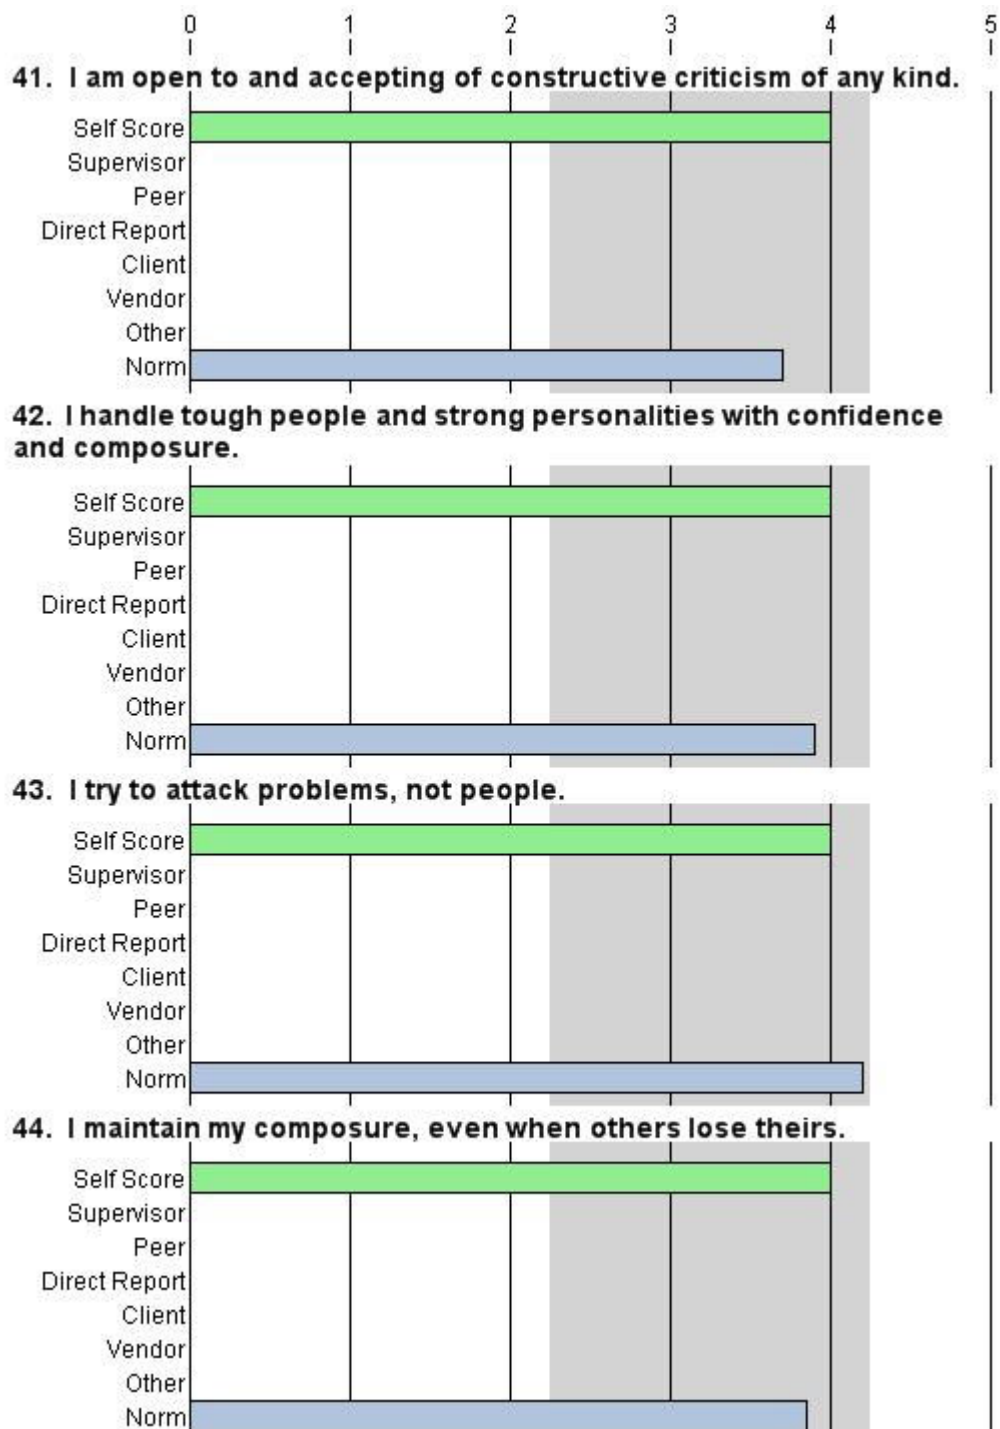 0 1 2 3 4 5
41. I am open to and accepting of constructive criticism of any kind.
Self Score
Supervisor
Peer
Direct Report
Client
Vendor
Other
Norm
42. I handle tough people and strong personalities with confidence
and composure.
Self Score
Supervisor
Peer
Direct Report
Client
Vendor
Other
Norm
43. I try to attack problems, not people.
Self Score
Supervisor
Peer
Direct Report
Client
Vendor
Other
Norm
44. I maintain my composure, even when others lose theirs.
Self Score
Supervisor
Peer
Direct Report
Client
Vendor
Other
Norm